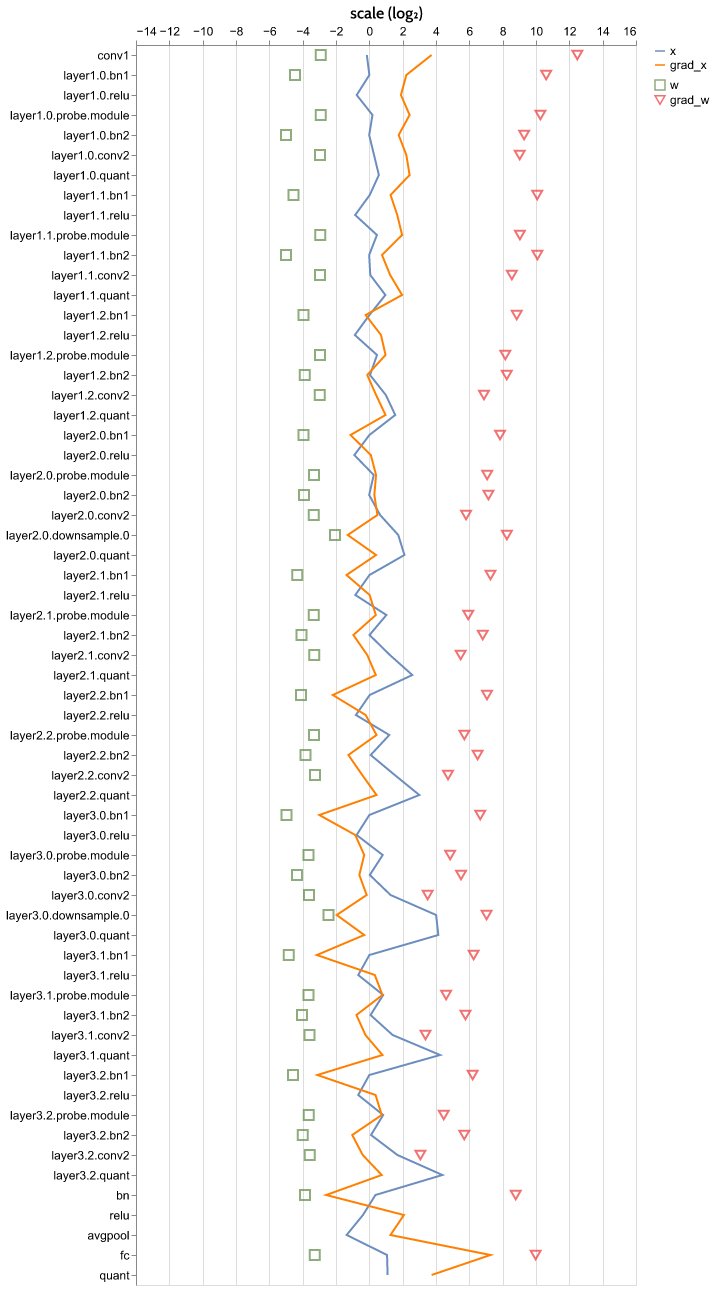 scale (log₂)
−14 −12 −10 −8 −6 −4 −2 0 2 4 6 8 10 12 14 16
x
grad_x
w
grad_w
conv1
layer1.0.bn1
layer1.0.relu
layer1.0.probe.module
layer1.0.bn2
layer1.0.conv2
layer1.0.quant
layer1.1.bn1
layer1.1.relu
layer1.1.probe.module
layer1.1.bn2
layer1.1.conv2
layer1.1.quant
layer1.2.bn1
layer1.2.relu
layer1.2.probe.module
layer1.2.bn2
layer1.2.conv2
layer1.2.quant
layer2.0.bn1
layer2.0.relu
layer2.0.probe.module
layer2.0.bn2
layer2.0.conv2
layer2.0.downsample.0
layer2.0.quant
layer2.1.bn1
layer2.1.relu
layer2.1.probe.module
layer2.1.bn2
layer2.1.conv2
layer2.1.quant
layer2.2.bn1
layer2.2.relu
layer2.2.probe.module
layer2.2.bn2
layer2.2.conv2
layer2.2.quant
layer3.0.bn1
layer3.0.relu
layer3.0.probe.module
layer3.0.bn2
layer3.0.conv2
layer3.0.downsample.0
layer3.0.quant
layer3.1.bn1
layer3.1.relu
layer3.1.probe.module
layer3.1.bn2
layer3.1.conv2
layer3.1.quant
layer3.2.bn1
layer3.2.relu
layer3.2.probe.module
layer3.2.bn2
layer3.2.conv2
layer3.2.quant
bn
relu
avgpool
fc
quant